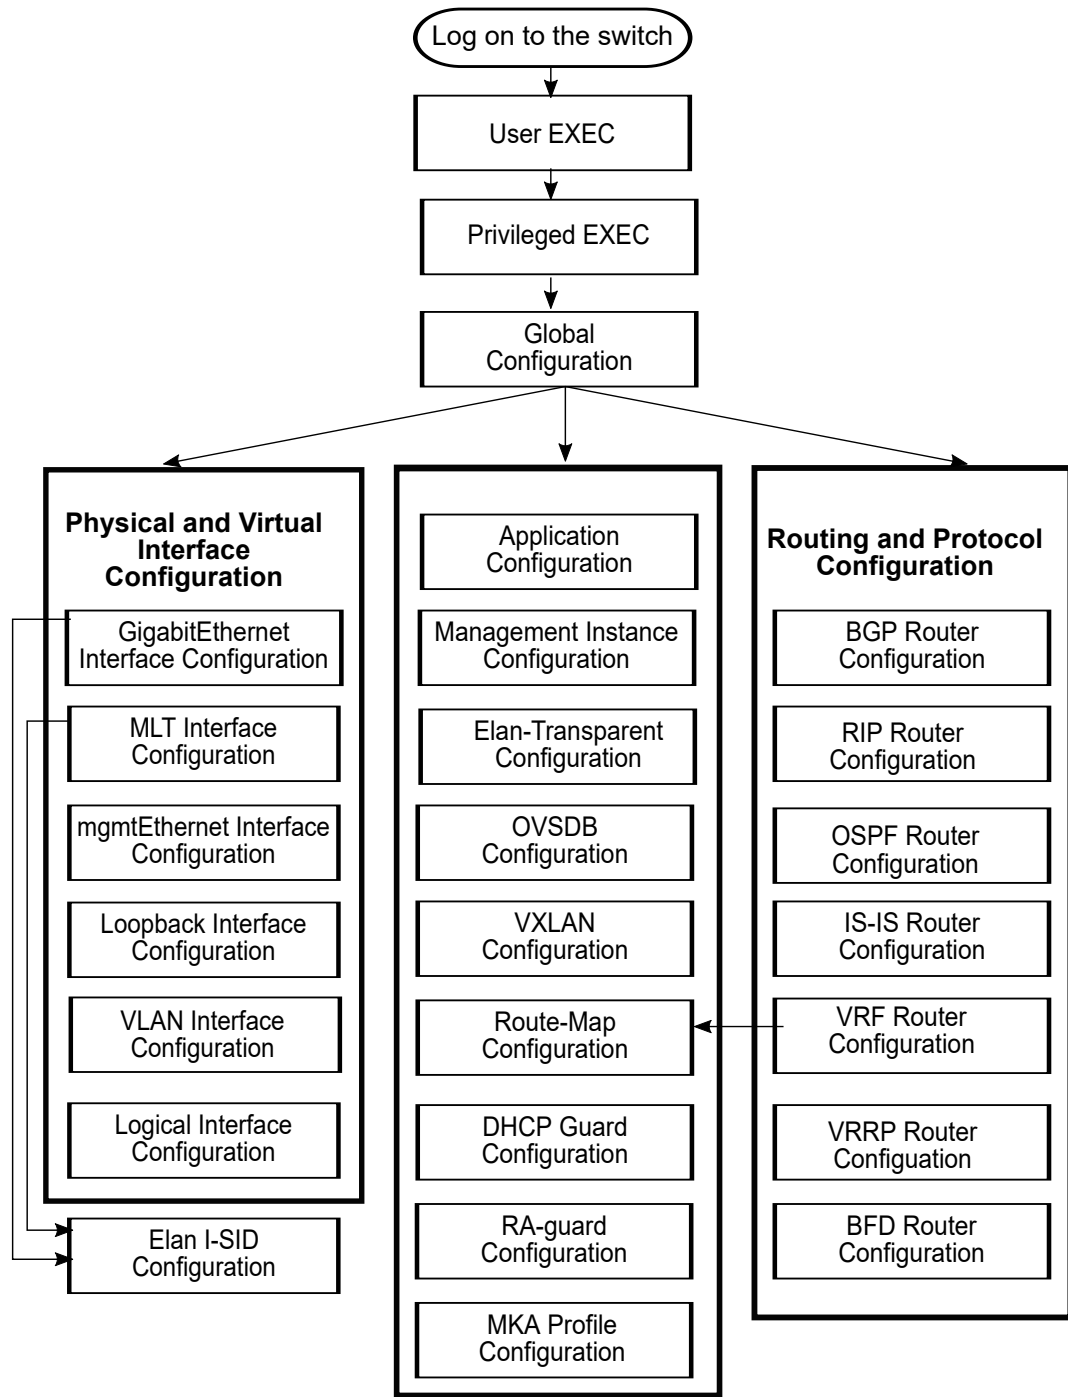 Log on to the switch
User EXEC
Privileged EXEC
Global
Configuration
Physical and Virtual
Interface
Configuration
GigabitEthernet
Interface Configuration
MLT Interface
Configuration
mgmtEthernet Interface
Configuration
Loopback Interface
Configuration
VLAN Interface
Configuration
Logical Interface
Configuration
Elan I-SID
Configuration
Application
Configuration
Management Instance
Configuration
Elan-Transparent
Configuration
OVSDB
Configuration
VXLAN
Configuration
Route-Map
Configuration
DHCP Guard
Configuration
RA-guard
Configuration
MKA Profile
Configuration
Routing and Protocol
Configuration
BGP Router
Configuration
RIP Router
Configuration
OSPF Router
Configuration
IS-IS Router
Configuration
VRF Router
Configuration
VRRP Router
Configuation
BFD Router
Configuration